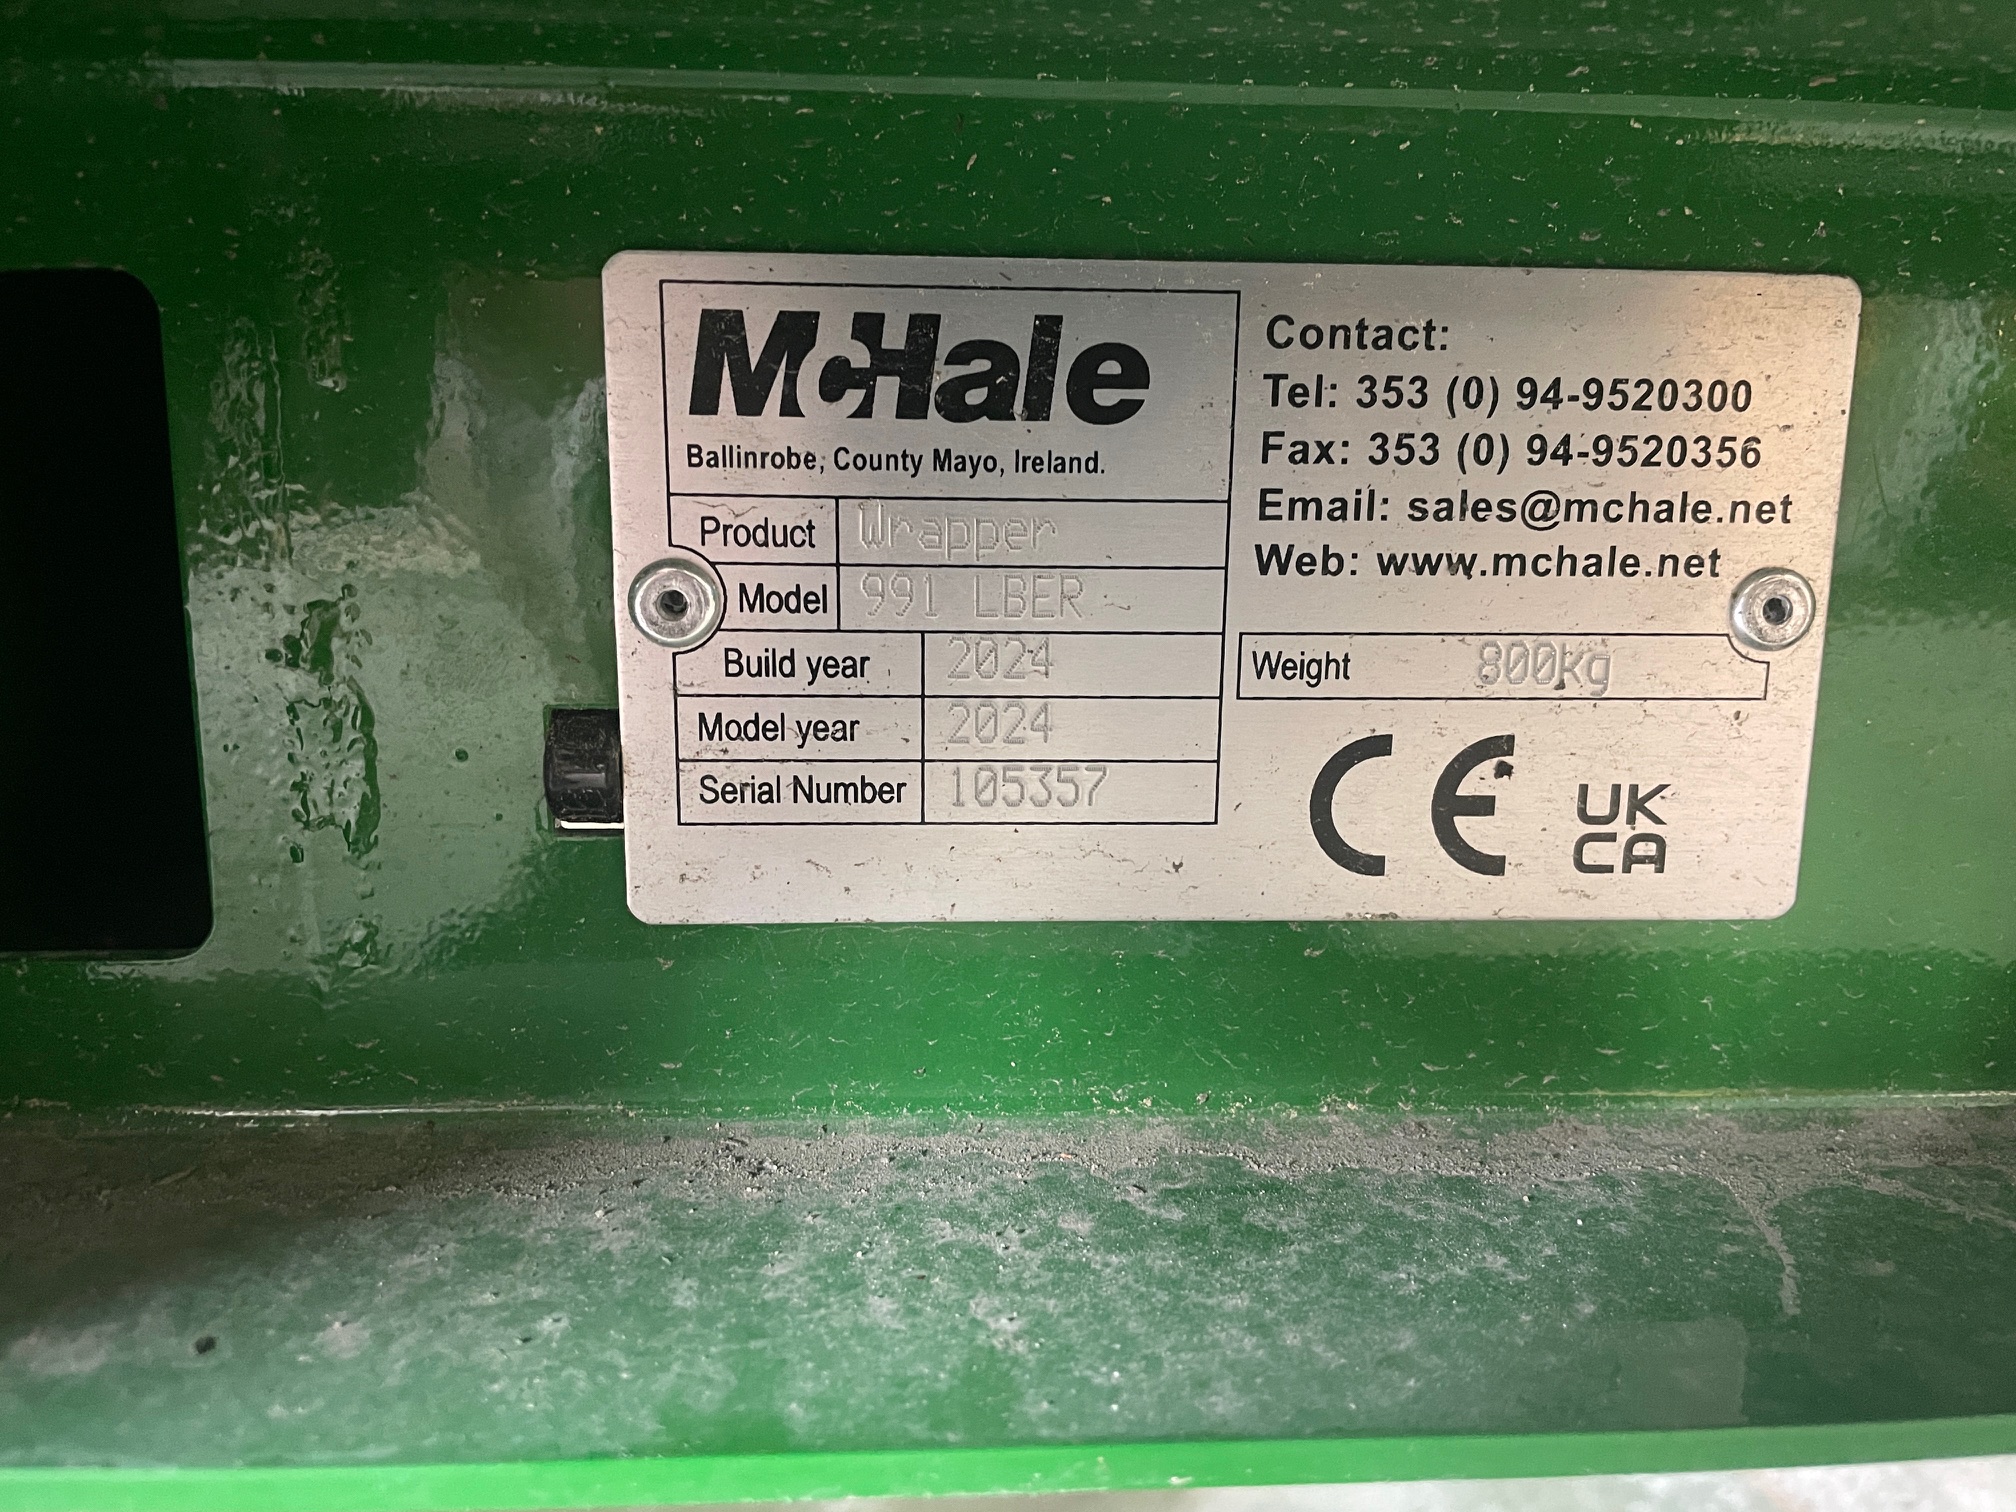 McHale
Ballinrobe, County Mayo, Ireland.
Product Wrapper
Model 991 LBER
Build year 2024
Model year 2024
Serial Number 105357
Contact:
Tel: 353 (0) 94-9520300
Fax: 353 (0) 94-9520356
Email: sales@mchale.net
Web: www.mchale.net
Weight 800kg
CE
UK
CA